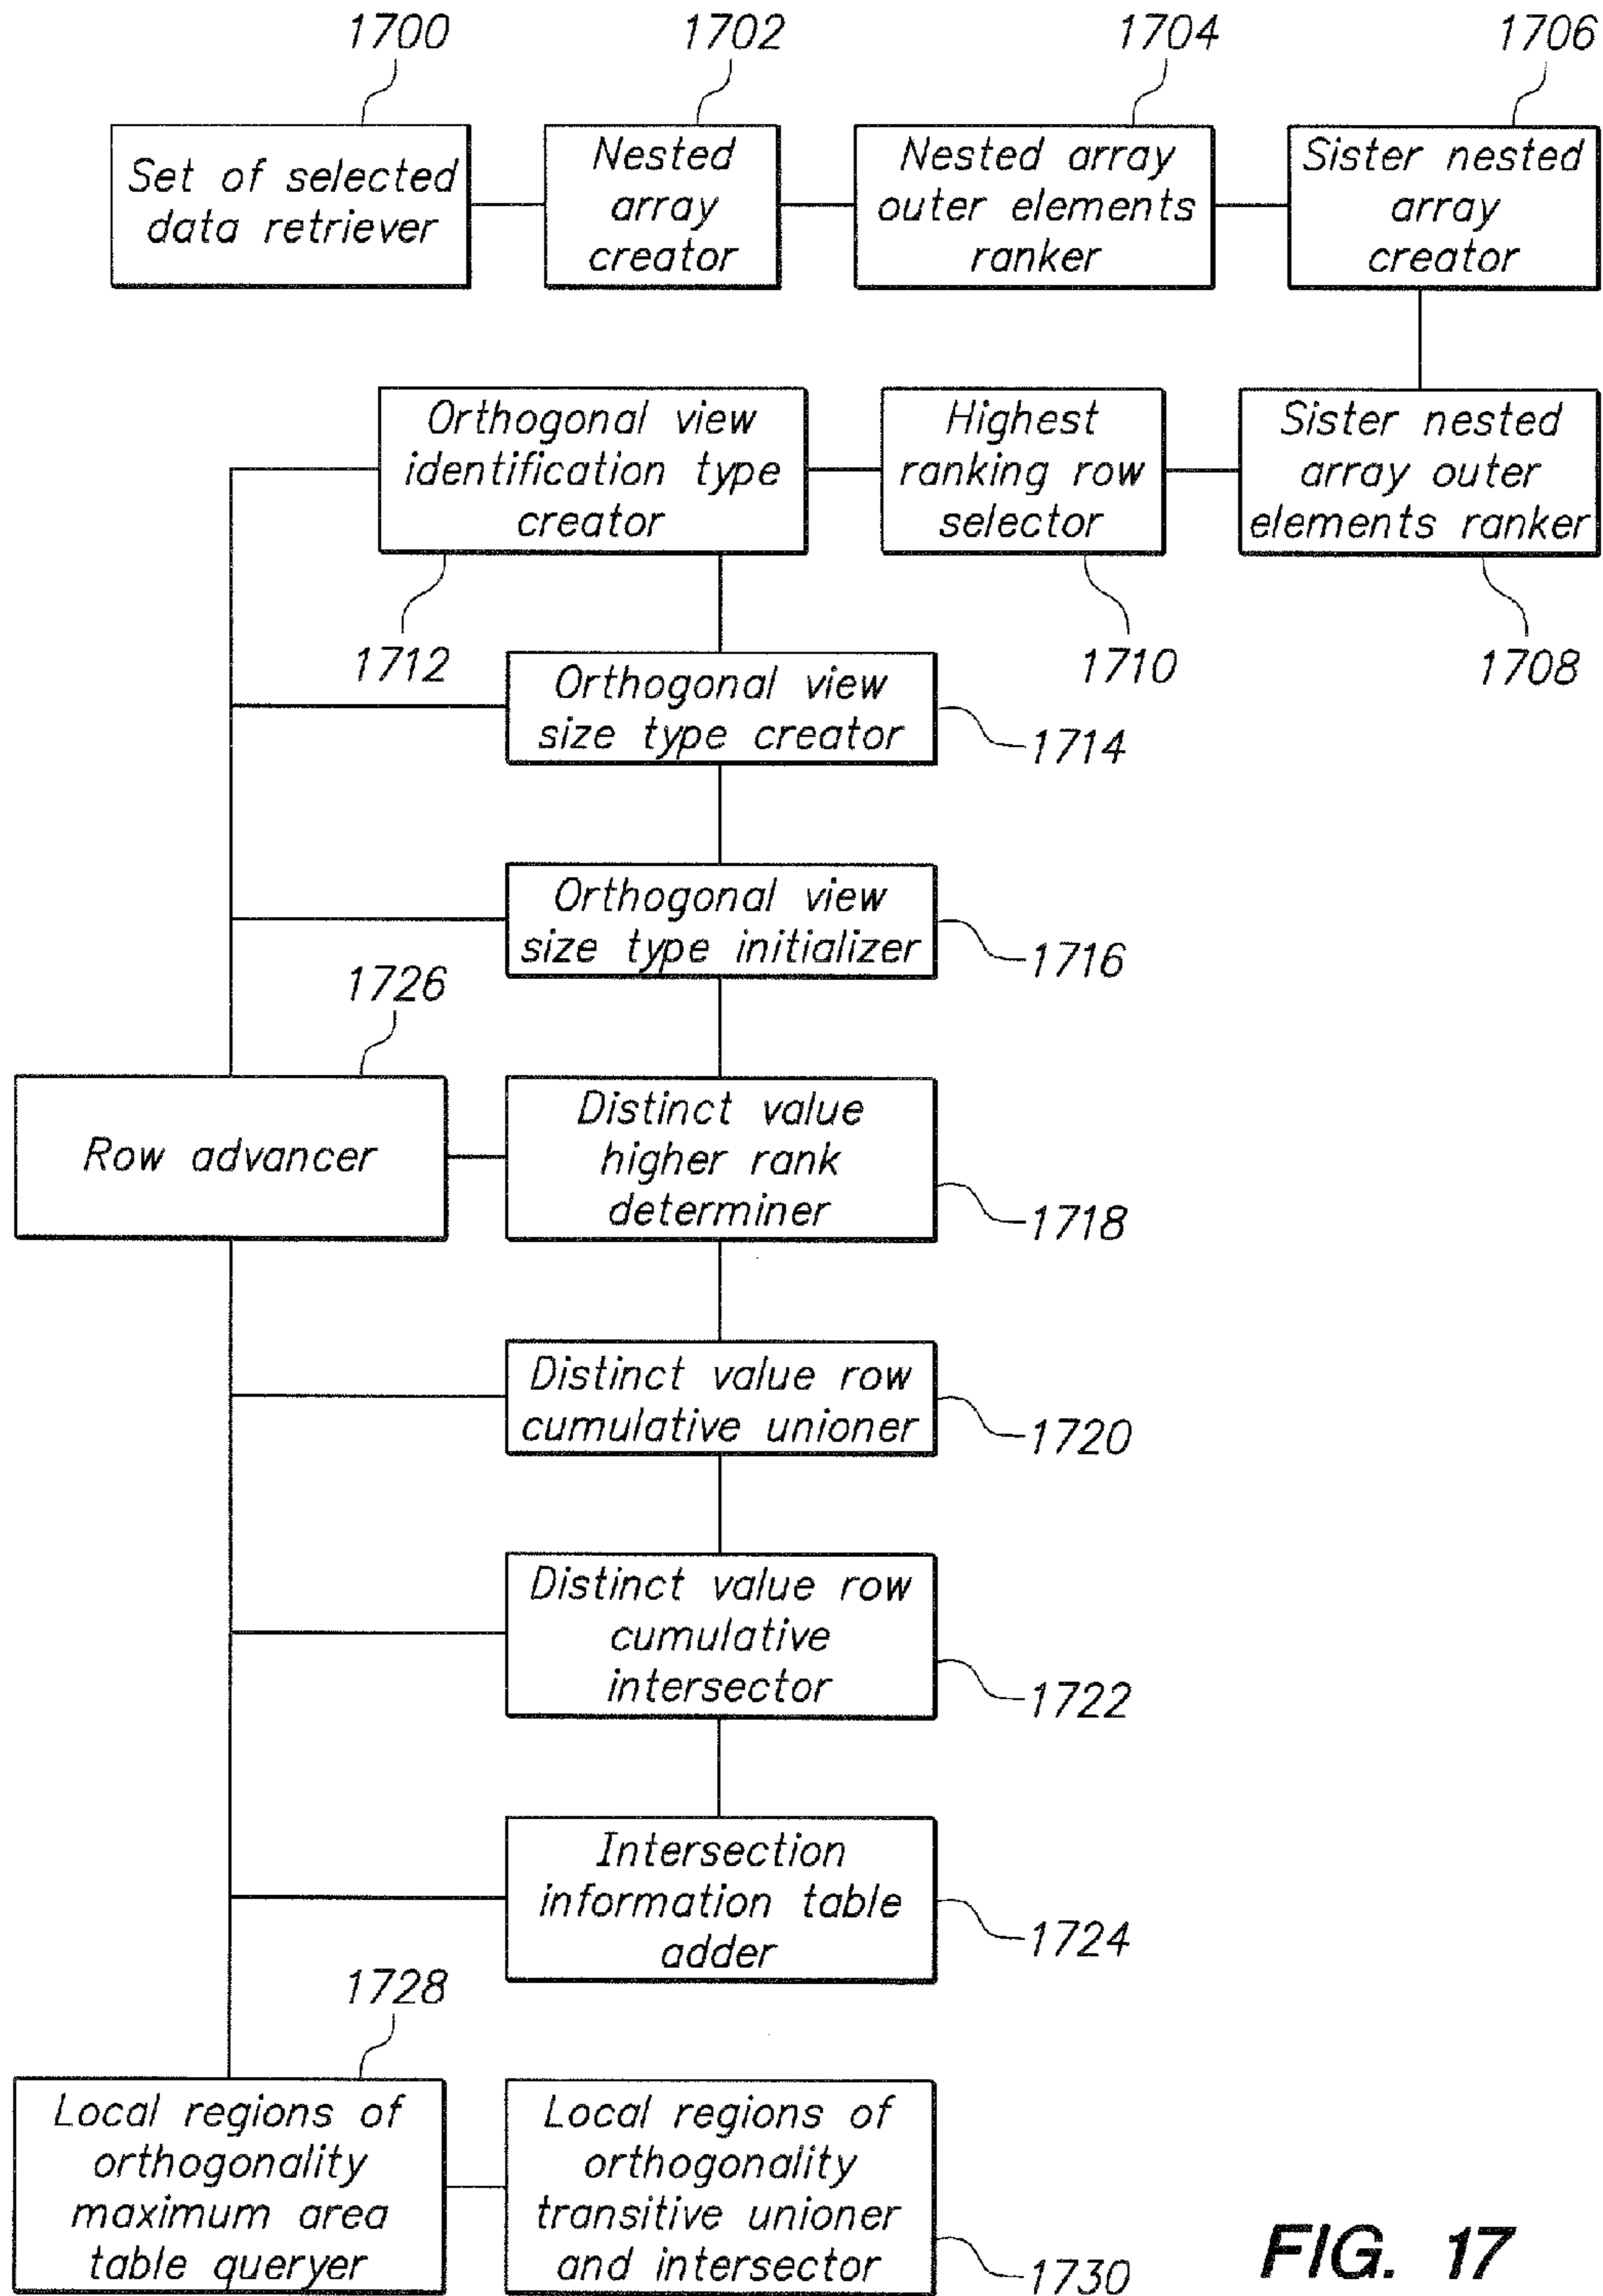 1700
1702
1704
1706
Set of selected
data retriever
Nested
array
creator
Nested array
outer elements
ranker
Sister nested
array
creator
Orthogonal view
identification type
creator
Highest
ranking row
selector
Sister nested
array outer
elements ranker
1712
1710
1708
Orthogonal view
size type creator
1714
Orthogonal view
size type initializer
1716
1726
Row advancer
Distinct value
higher rank
determiner
1718
Distinct value row
cumulative unioner
1720
Distinct value row
cumulative
intersector
1722
Intersection
information table
adder
1724
1728
Local regions of
orthogonality
maximum area
table queryer
Local regions of
orthogonality
transitive unioner
and intersector
1730
FIG. 17